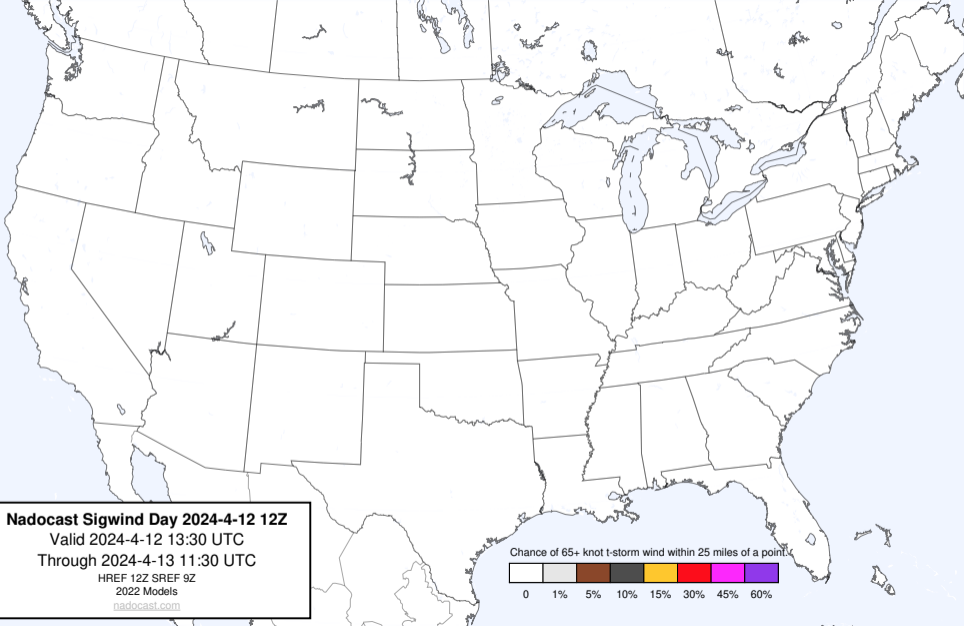 Nadocast Sigwind Day 2024-4-12 12Z
Valid 2024-4-12 13:30 UTC
Through 2024-4-13 11:30 UTC
HREF 12Z SREF 9Z
2022 Models
nadocast.com
Chance of 65+ knot t-storm wind within 25 miles of a point.
0 1% 5% 10% 15% 30% 45% 60%